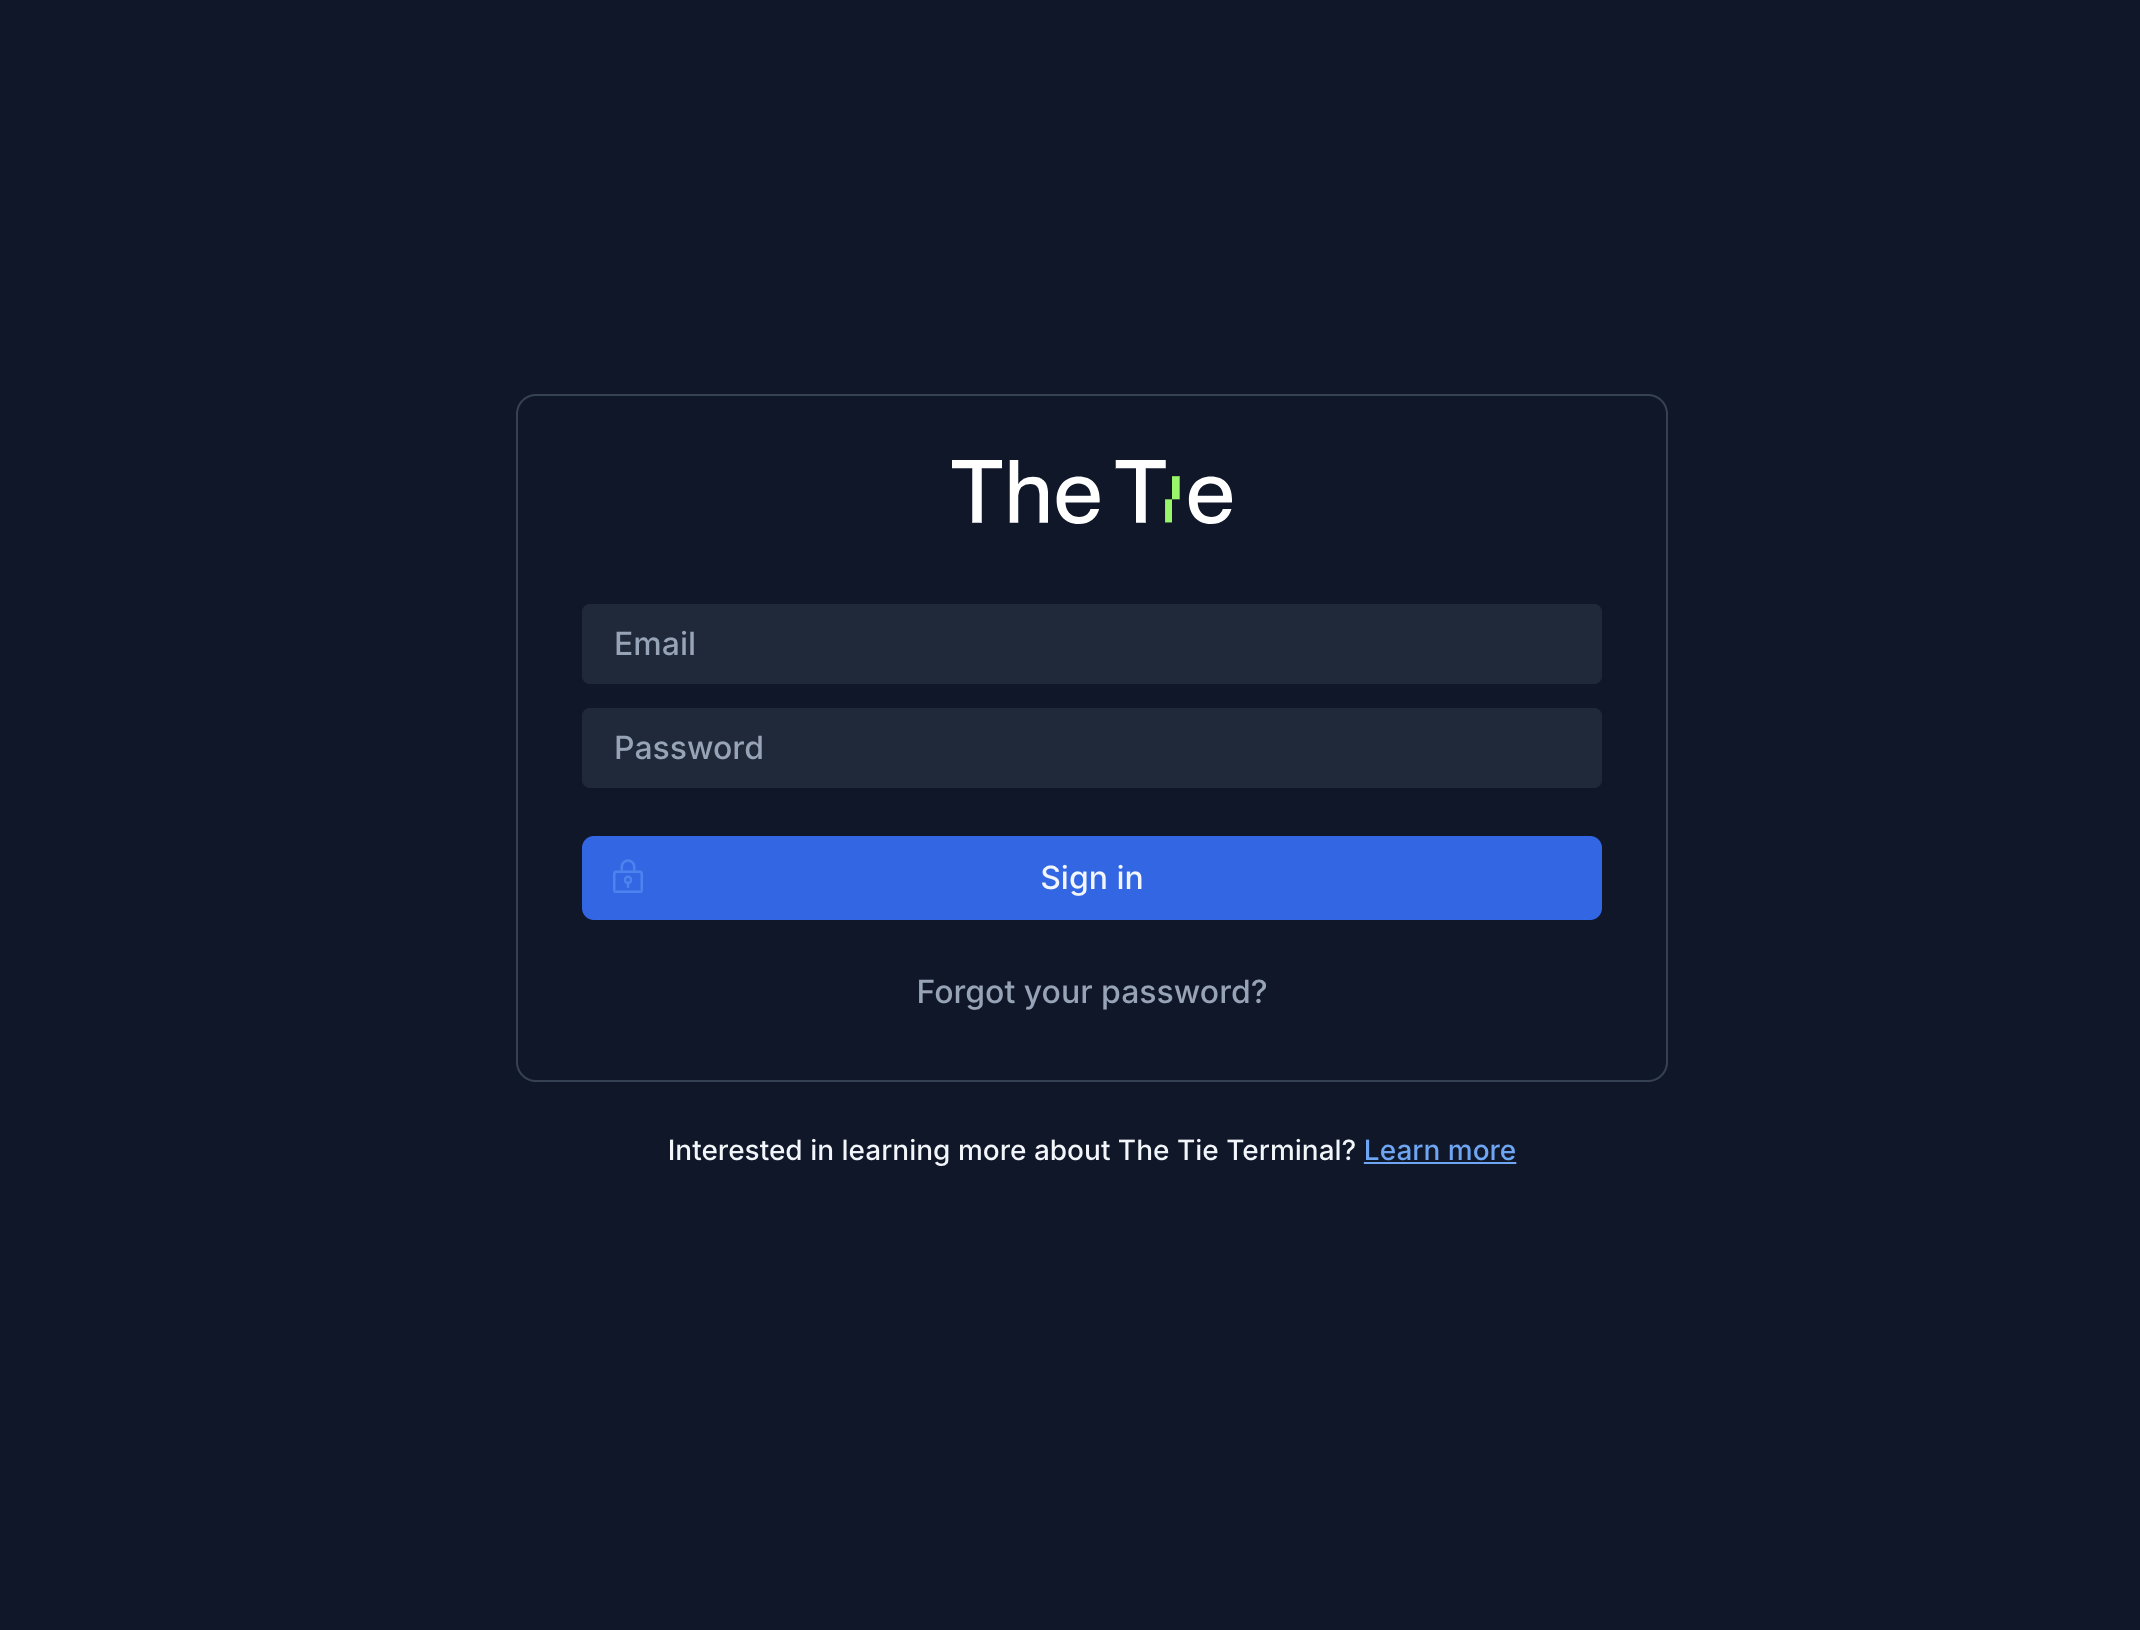 The Tie
Email
Password
Sign in
Forgot your password?
Interested in learning more about The Tie Terminal? Learn more